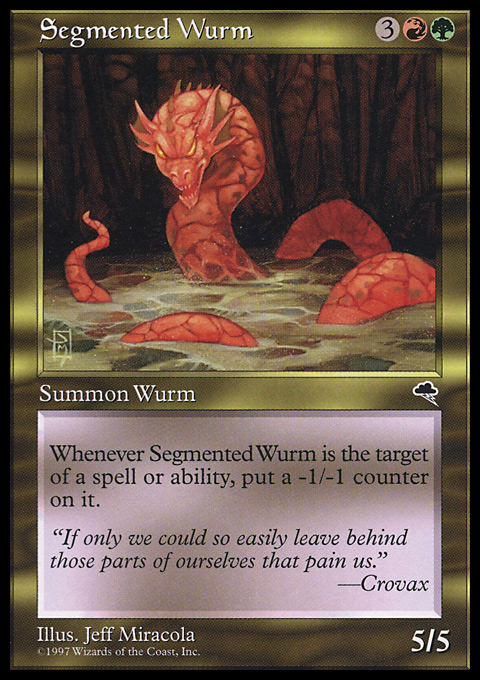 Segmented Wurm 3
Summon Wurm
Whenever Segmented Wurm is the target
of a spell or ability, put a -1/-1 counter
on it.
“If only we could so easily leave behind
those parts of ourselves that pain us.”
—Crovax
Illus. Jeff Miracola
©1997 Wizards of the Coast, Inc.
5/5